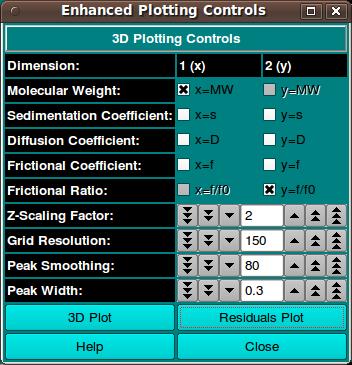 Enhanced Plotting Controls
3D Plotting Controls
Dimension: 1 (x) 2 (y)
Molecular Weight: x=MW y=MW
Sedimentation Coefficient: x=s y=s
Diffusion Coefficient: x=D y=D
Frictional Coefficient: x=f y=f
Frictional Ratio: x=f/f0 y=f/f0
Z-Scaling Factor: 2
Grid Resolution: 150
Peak Smoothing: 80
Peak Width: 0.3
3D Plot Residuals Plot
Help Close